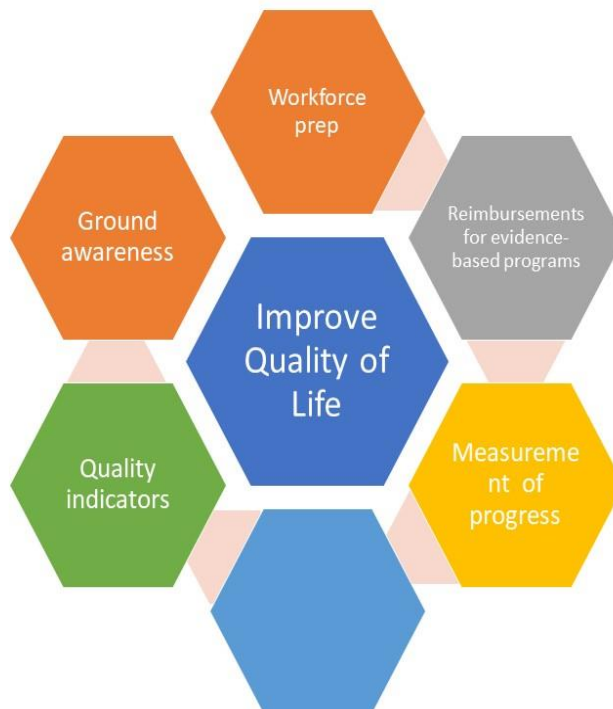 Workforce
prep
Ground
awareness
Reimbursements
for evidence-
based programs
Improve
Quality of
Life
Quality
indicators
Measureme
nt of
progress